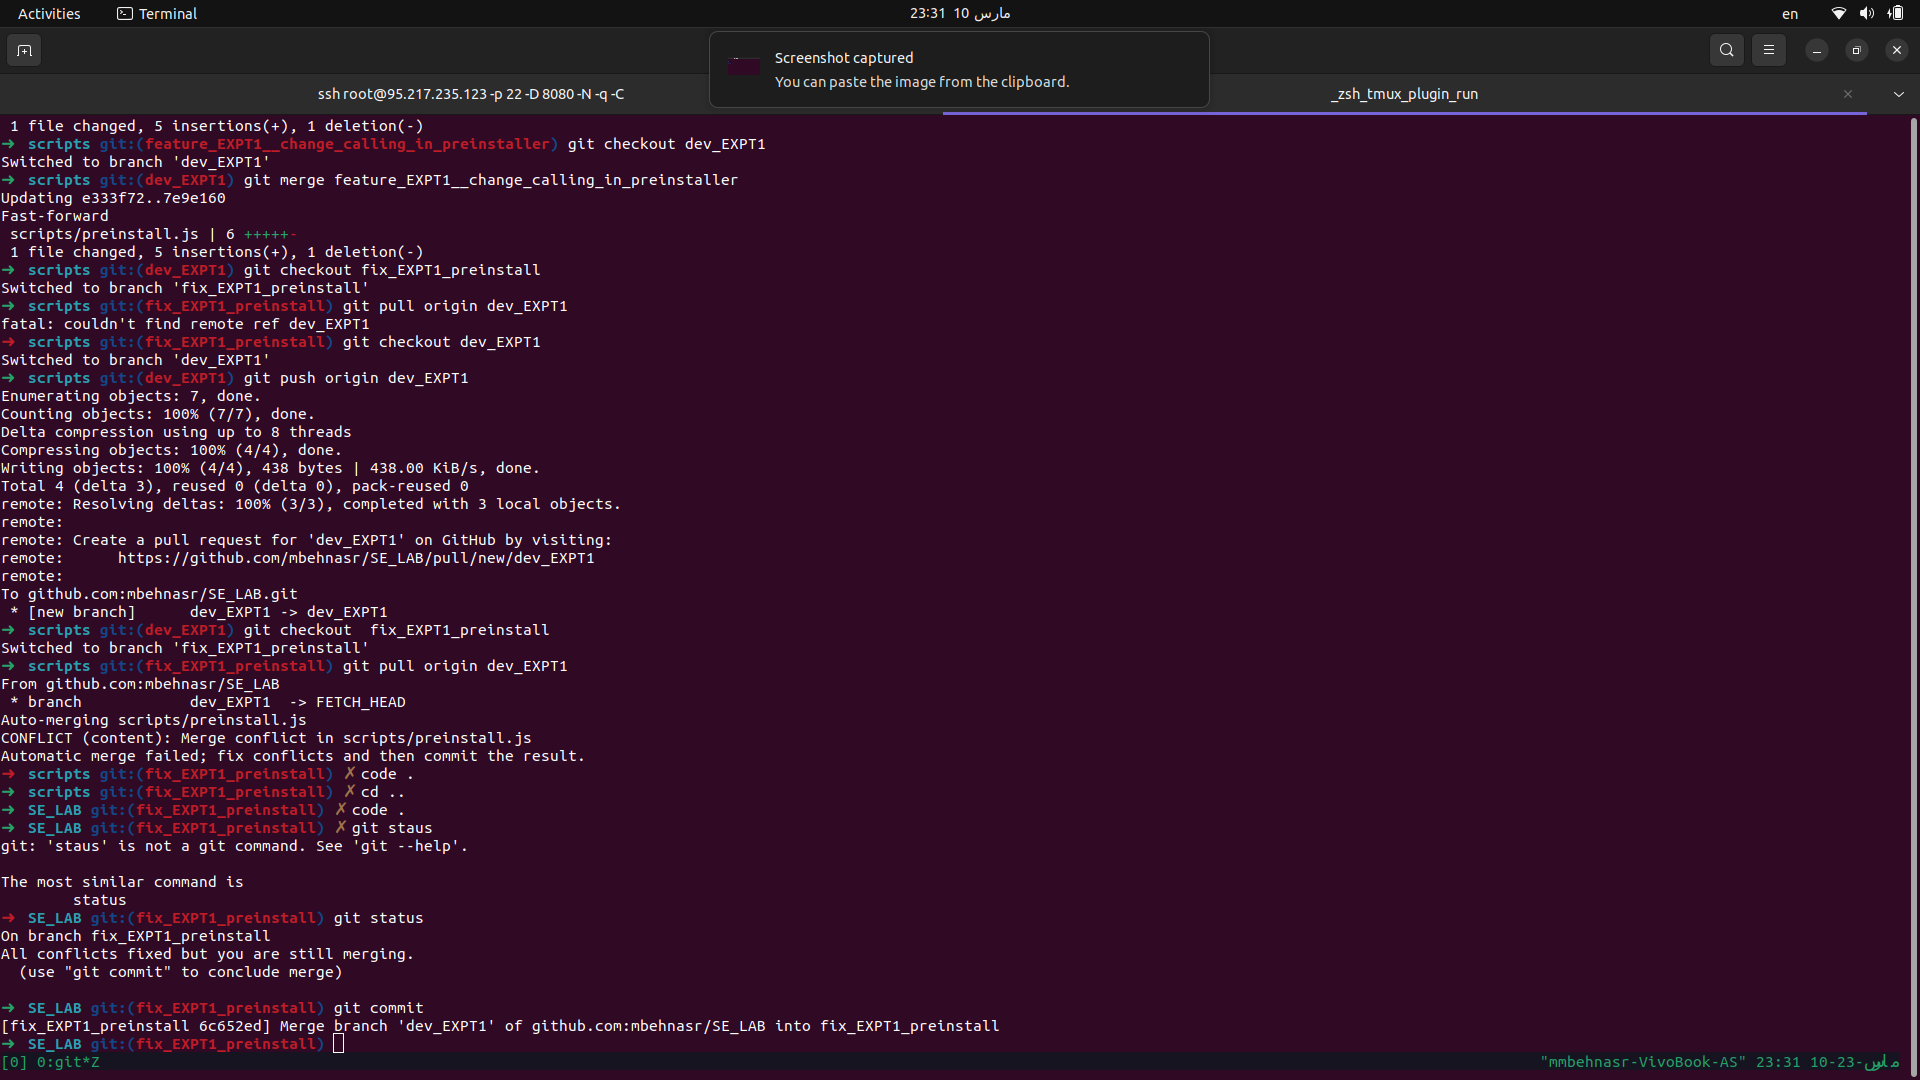 Activities
Terminal
23:31 10 مارس
en
Screenshot captured
You can paste the image from the clipboard.
ssh root@95.217.235.123 -p 22 -D 8080 -N -q -C
_zsh_tmux_plugin_run
1 file changed, 5 insertions(+), 1 deletion(-)
➜ scripts git:(feature_EXPT1__change_calling_in_preinstaller) git checkout dev_EXPT1
Switched to branch 'dev_EXPT1'
➜ scripts git:(dev_EXPT1) git merge feature_EXPT1__change_calling_in_preinstaller
Updating e333f72..7e9e160
Fast-forward
scripts/preinstall.js | 6 +++++-
1 file changed, 5 insertions(+), 1 deletion(-)
➜ scripts git:(dev_EXPT1) git checkout fix_EXPT1_preinstall
Switched to branch 'fix_EXPT1_preinstall'
➜ scripts git:(fix_EXPT1_preinstall) git pull origin dev_EXPT1
fatal: couldn't find remote ref dev_EXPT1
➜ scripts git:(fix_EXPT1_preinstall) git checkout dev_EXPT1
Switched to branch 'dev_EXPT1'
➜ scripts git:(dev_EXPT1) git push origin dev_EXPT1
Enumerating objects: 7, done.
Counting objects: 100% (7/7), done.
Delta compression using up to 8 threads
Compressing objects: 100% (4/4), done.
Writing objects: 100% (4/4), 438 bytes | 438.00 KiB/s, done.
Total 4 (delta 3), reused 0 (delta 0), pack-reused 0
remote: Resolving deltas: 100% (3/3), completed with 3 local objects.
remote:
remote: Create a pull request for 'dev_EXPT1' on GitHub by visiting:
remote:      https://github.com/mbehnasr/SE_LAB/pull/new/dev_EXPT1
remote:
To github.com:mbehnasr/SE_LAB.git
* [new branch]      dev_EXPT1 -> dev_EXPT1
➜ scripts git:(dev_EXPT1) git checkout  fix_EXPT1_preinstall
Switched to branch 'fix_EXPT1_preinstall'
➜ scripts git:(fix_EXPT1_preinstall) git pull origin dev_EXPT1
From github.com:mbehnasr/SE_LAB
* branch            dev_EXPT1  -> FETCH_HEAD
Auto-merging scripts/preinstall.js
CONFLICT (content): Merge conflict in scripts/preinstall.js
Automatic merge failed; fix conflicts and then commit the result.
➜ scripts git:(fix_EXPT1_preinstall) ✗ code .
➜ scripts git:(fix_EXPT1_preinstall) ✗ cd ..
➜ SE_LAB git:(fix_EXPT1_preinstall) ✗ code .
➜ SE_LAB git:(fix_EXPT1_preinstall) ✗ git staus
git: 'staus' is not a git command. See 'git --help'.
The most similar command is
status
➜ SE_LAB git:(fix_EXPT1_preinstall) git status
On branch fix_EXPT1_preinstall
All conflicts fixed but you are still merging.
(use "git commit" to conclude merge)
➜ SE_LAB git:(fix_EXPT1_preinstall) git commit
[fix_EXPT1_preinstall 6c652ed] Merge branch 'dev_EXPT1' of github.com:mbehnasr/SE_LAB into fix_EXPT1_preinstall
➜ SE_LAB git:(fix_EXPT1_preinstall)
[0] 0:git*Z
"mmbehnasr-VivoBook-AS" 23:31 10-مارس-23